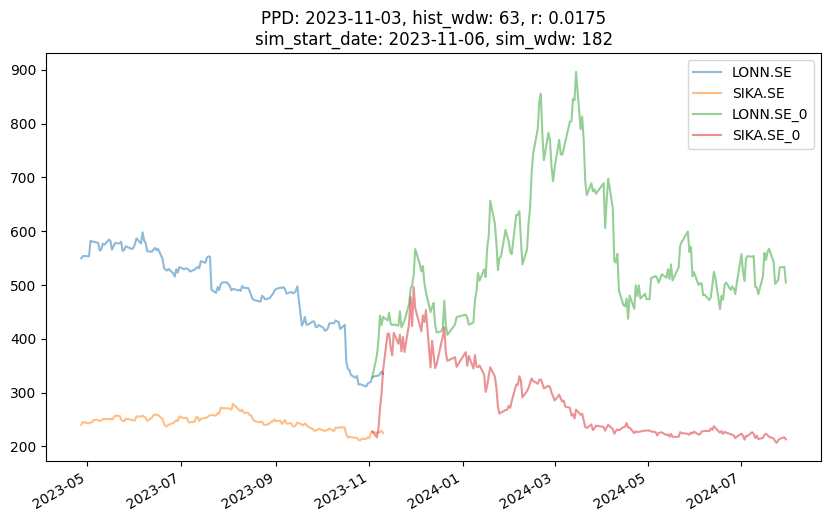 PPD: 2023-11-03, hist_wdw: 63, r: 0.0175
sim_start_date: 2023-11-06, sim_wdw: 182
LONN.SE
SIKA.SE
LONN.SE_0
SIKA.SE_0
900
800
700
600
500
400
300
200
2023-05
2023-07
2023-09
2023-11
2024-01
2024-03
2024-05
2024-07